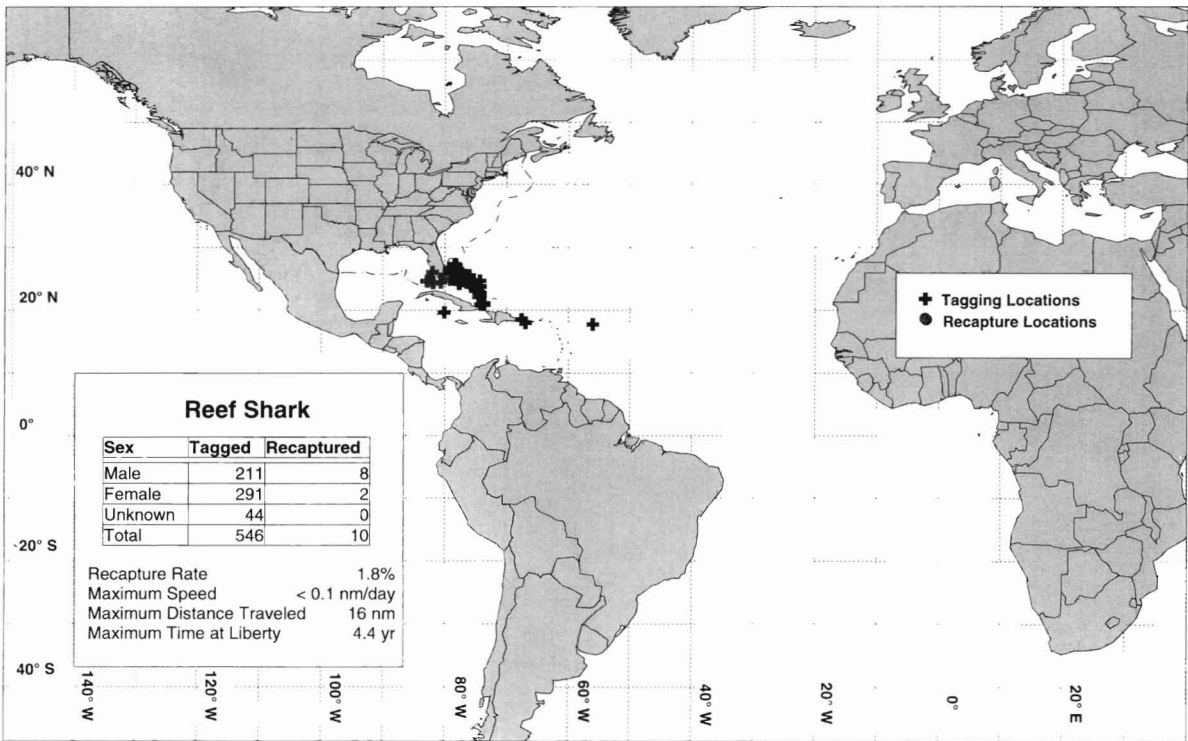 40° N
20° N
0°
-20° S
40° S
Tagging Locations
Recapture Locations
Reef Shark
Sex Tagged Recaptured
Male 211 8
Female 291 2
Unknown 44 0
Total 546 10
Recapture Rate 1.8%
Maximum Speed < 0.1 nm/day
Maximum Distance Traveled 16 nm
Maximum Time at Liberty 4.4 yr
140° W
120° W
100° W
80° W
60° W
40° W
20° W
0°
20° E